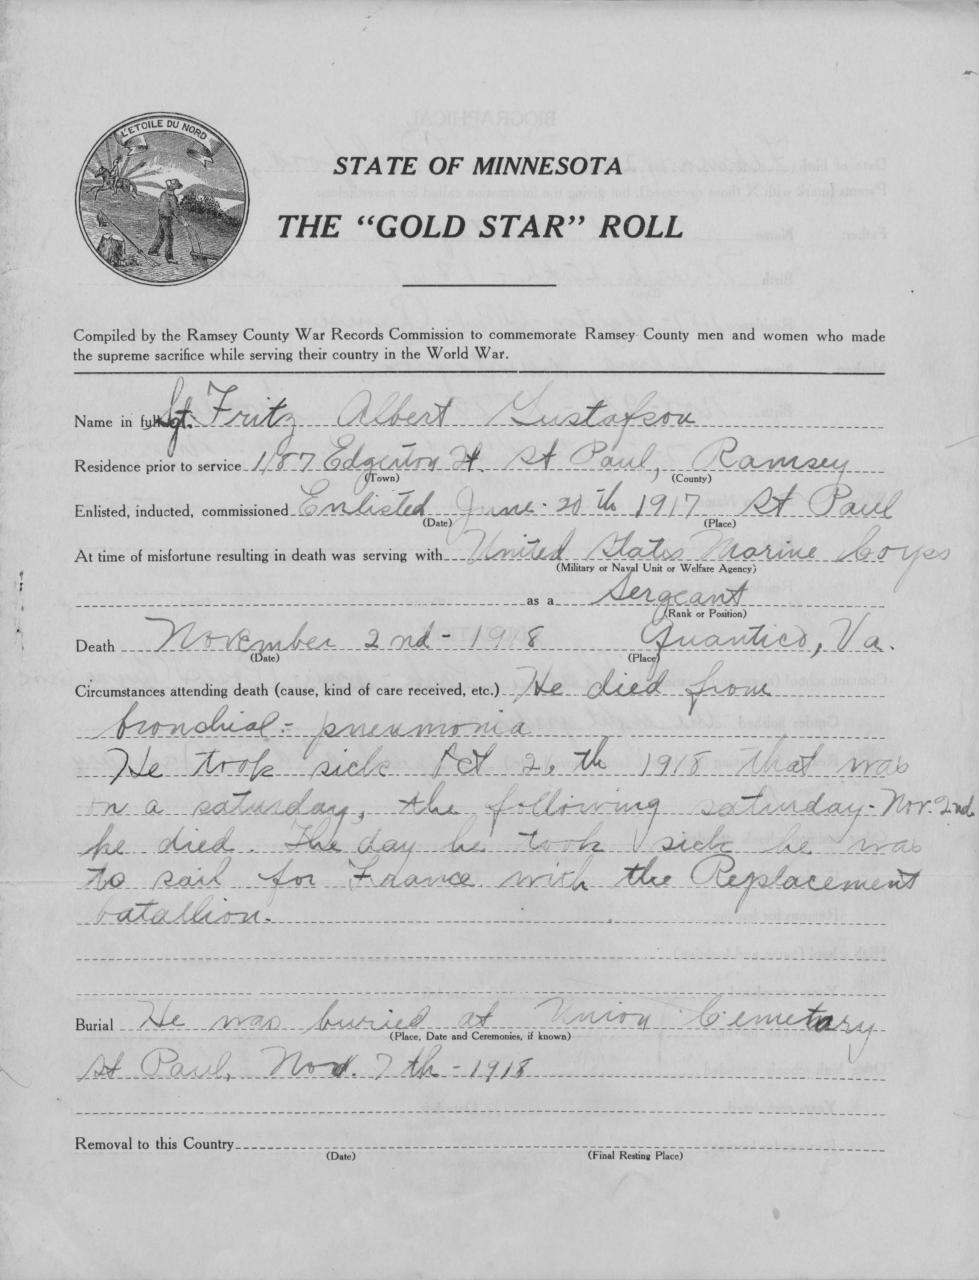 L'ETOILE DU NORD
STATE OF MINNESOTA
THE "GOLD STAR" ROLL
Compiled by the Ramsey County War Records Commission to commemorate Ramsey County men and women who made
the supreme sacrifice while serving their country in the World War.
Name in full Sgt. Fritz Albert Gustafson
Residence prior to service 1187 Edgerton St. St Paul, Ramsey
(Town) (County)
Enlisted, inducted, commissioned Enlisted June 20th 1917 St Paul
(Date) (Place)
At time of misfortune resulting in death was serving with United States Marine Corps
(Military or Naval Unit or Welfare Agency)
as a Sergeant
(Rank or Position)
Death November 2nd - 1918 Quantico, Va.
(Date) (Place)
Circumstances attending death (cause, kind of care received, etc.) He died from
bronchial - pneumonia
He took sick Oct 26th 1918 that was
on a saturday, the following saturday - Nov. 2nd
he died. The day he took sick he was
to sail for France with the Replacement
batallion.
Burial He was buried at Union Cemetary
(Place, Date and Ceremonies, if known)
St Paul, Nov. 7th - 1918
Removal to this Country
(Date) (Final Resting Place)